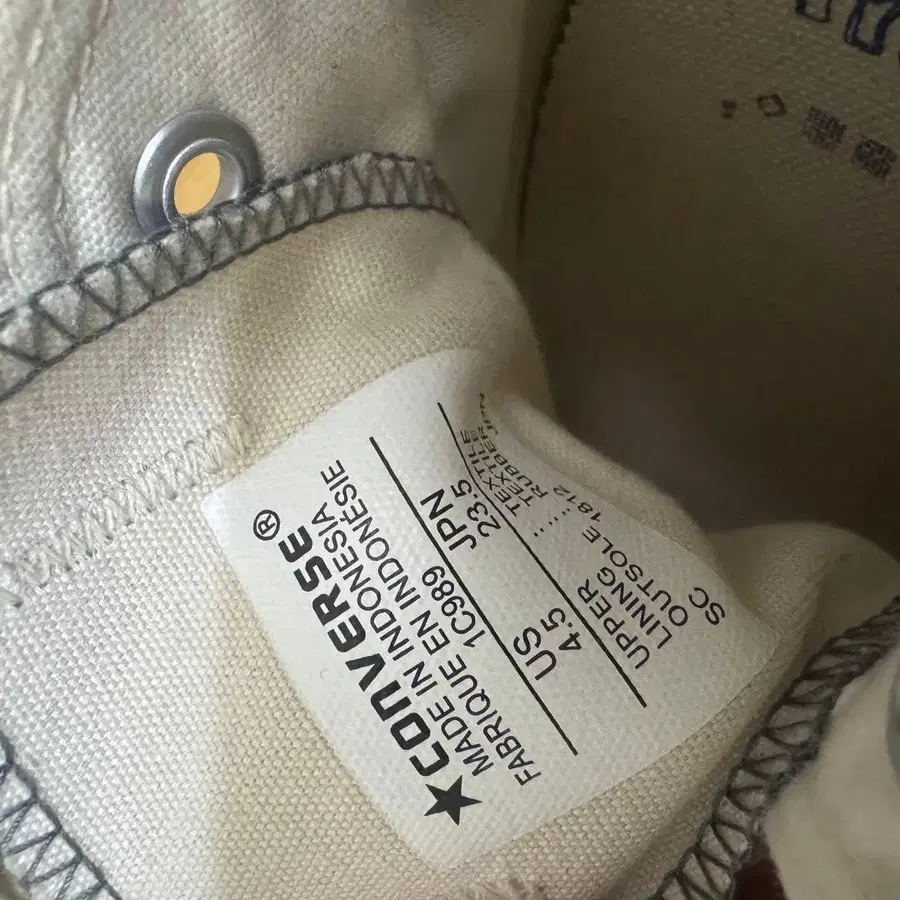 ★CONVERSE®
MADE IN INDONESIA
FABRIQUE EN INDONÉSIE
1C989
US JPN
4.5 23.5
UPPER : TEXTILE
LINING : TEXTILE
OUTSOLE : RUBBER
SC 1812 JPN